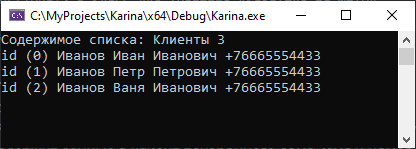 C:\MyProjects\Karina\x64\Debug\Karina.exe
Содержимое списка: Клиенты 3
id (0) Иванов Иван Иванович +76665554433
id (1) Иванов Петр Петрович +76665554433
id (2) Иванов Ваня Иванович +76665554433